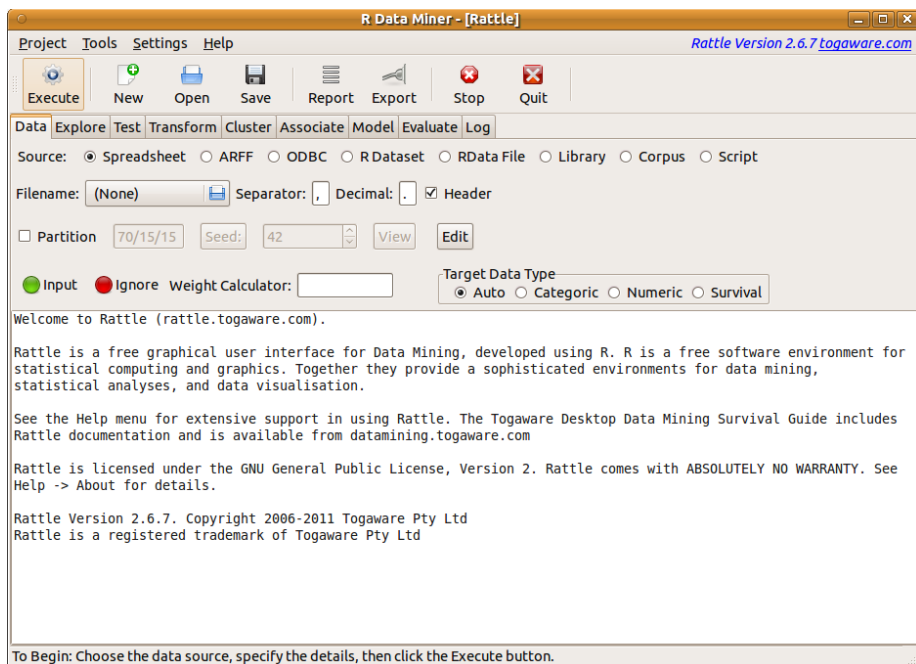 R Data Miner - [Rattle]
Project Tools Settings Help Rattle Version 2.6.7 togaware.com
Execute New Open Save Report Export Stop Quit
Data Explore Test Transform Cluster Associate Model Evaluate Log
Source: Spreadsheet ARFF ODBC R Dataset RData File Library Corpus Script
Filename: (None) Separator: , Decimal: . Header
Partition 70/15/15 Seed: 42 View Edit
Target Data Type
Input Ignore Weight Calculator: Auto Categoric Numeric Survival
Welcome to Rattle (rattle.togaware.com).
Rattle is a free graphical user interface for Data Mining, developed using R. R is a free software environment for
statistical computing and graphics. Together they provide a sophisticated environments for data mining,
statistical analyses, and data visualisation.
See the Help menu for extensive support in using Rattle. The Togaware Desktop Data Mining Survival Guide includes
Rattle documentation and is available from datamining.togaware.com
Rattle is licensed under the GNU General Public License, Version 2. Rattle comes with ABSOLUTELY NO WARRANTY. See
Help -> About for details.
Rattle Version 2.6.7. Copyright 2006-2011 Togaware Pty Ltd
Rattle is a registered trademark of Togaware Pty Ltd
To Begin: Choose the data source, specify the details, then click the Execute button.